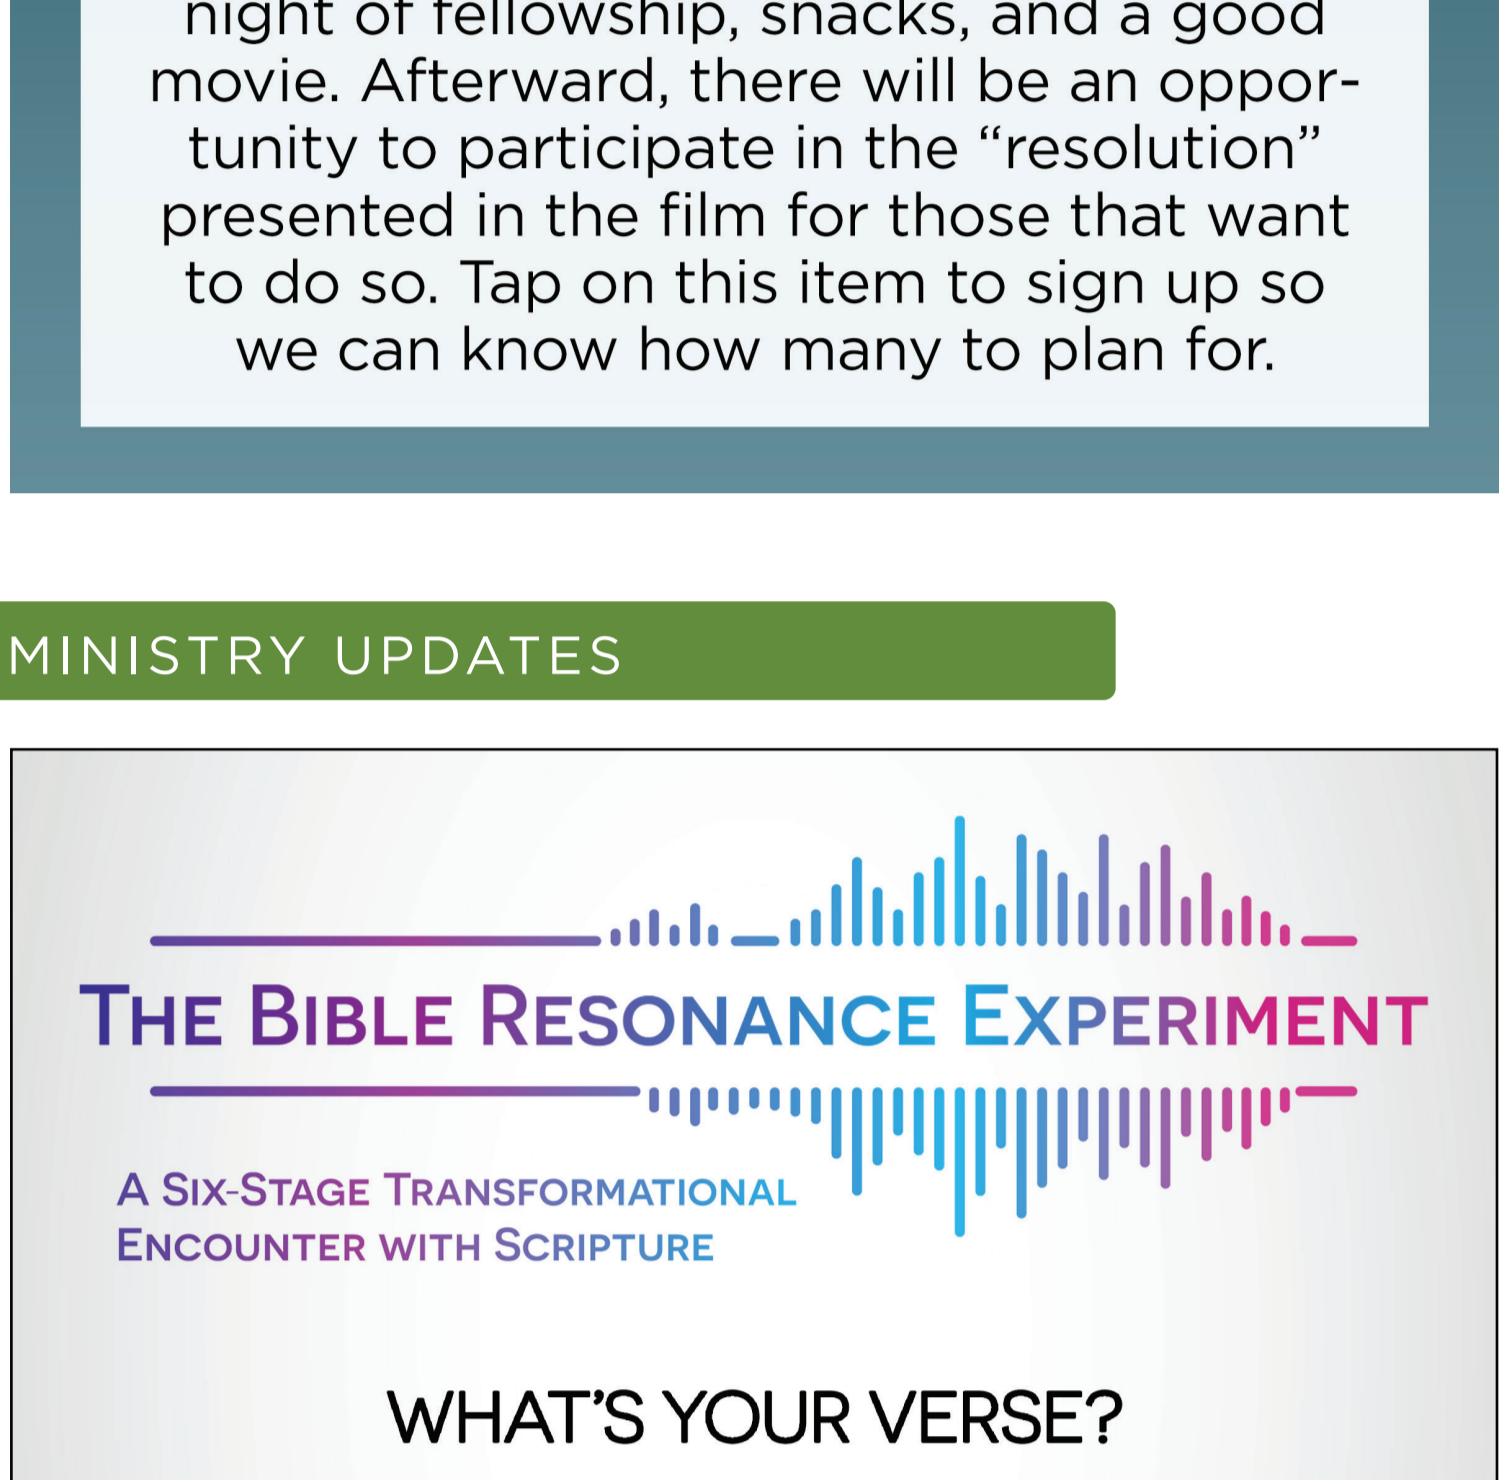 night of fellowship, snacks, and a good
movie. Afterward, there will be an oppor-
tunity to participate in the “resolution”
presented in the film for those that want
to do so. Tap on this item to sign up so
we can know how many to plan for.
MINISTRY UPDATES
THE BIBLE RESONANCE EXPERIMENT
A SIX-STAGE TRANSFORMATIONAL
ENCOUNTER WITH SCRIPTURE
WHAT’S YOUR VERSE?